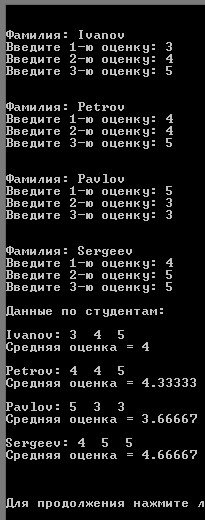 Фамилия: Ivanov
Введите 1-ю оценку: 3
Введите 2-ю оценку: 4
Введите 3-ю оценку: 5
Фамилия: Petrov
Введите 1-ю оценку: 4
Введите 2-ю оценку: 4
Введите 3-ю оценку: 5
Фамилия: Pavlov
Введите 1-ю оценку: 5
Введите 2-ю оценку: 3
Введите 3-ю оценку: 3
Фамилия: Sergeev
Введите 1-ю оценку: 4
Введите 2-ю оценку: 5
Введите 3-ю оценку: 5
Данные по студентам:
Ivanov: 3 4 5
Средняя оценка = 4
Petrov: 4 4 5
Средняя оценка = 4.33333
Pavlov: 5 3 3
Средняя оценка = 3.66667
Sergeev: 4 5 5
Средняя оценка = 4.66667
Для продолжения нажмите л